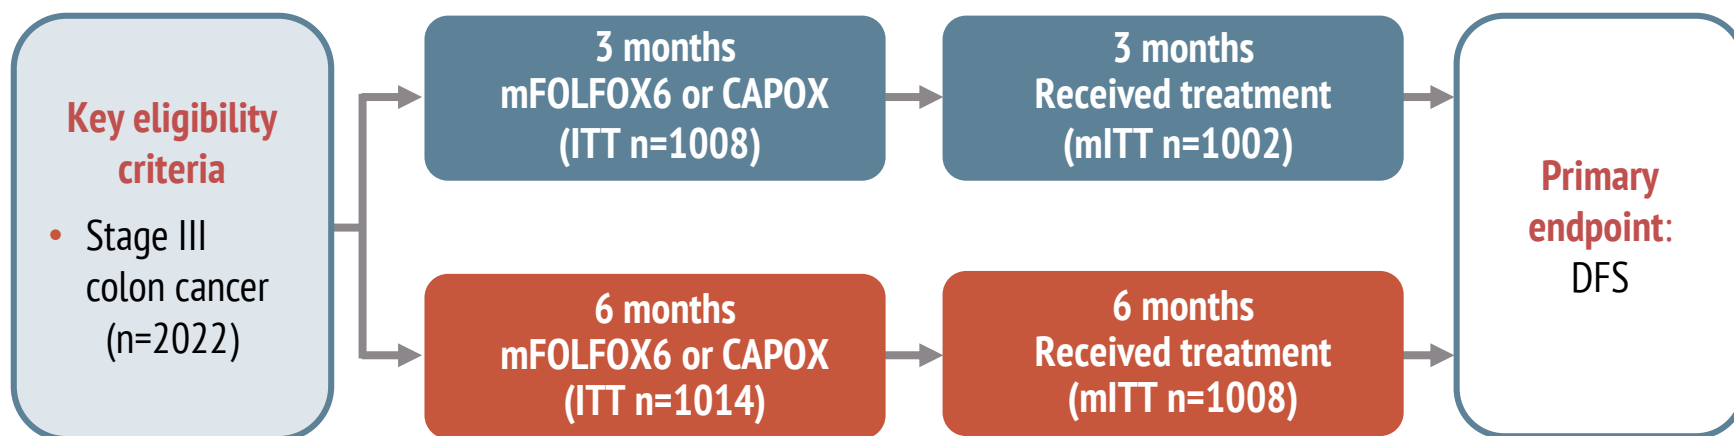 Key eligibility
criteria
• Stage III
colon cancer
(n=2022)
3 months
mFOLFOX6 or CAPOX
(ITT n=1008)
3 months
Received treatment
(mITT n=1002)
6 months
mFOLFOX6 or CAPOX
(ITT n=1014)
6 months
Received treatment
(mITT n=1008)
Primary
endpoint:
DFS